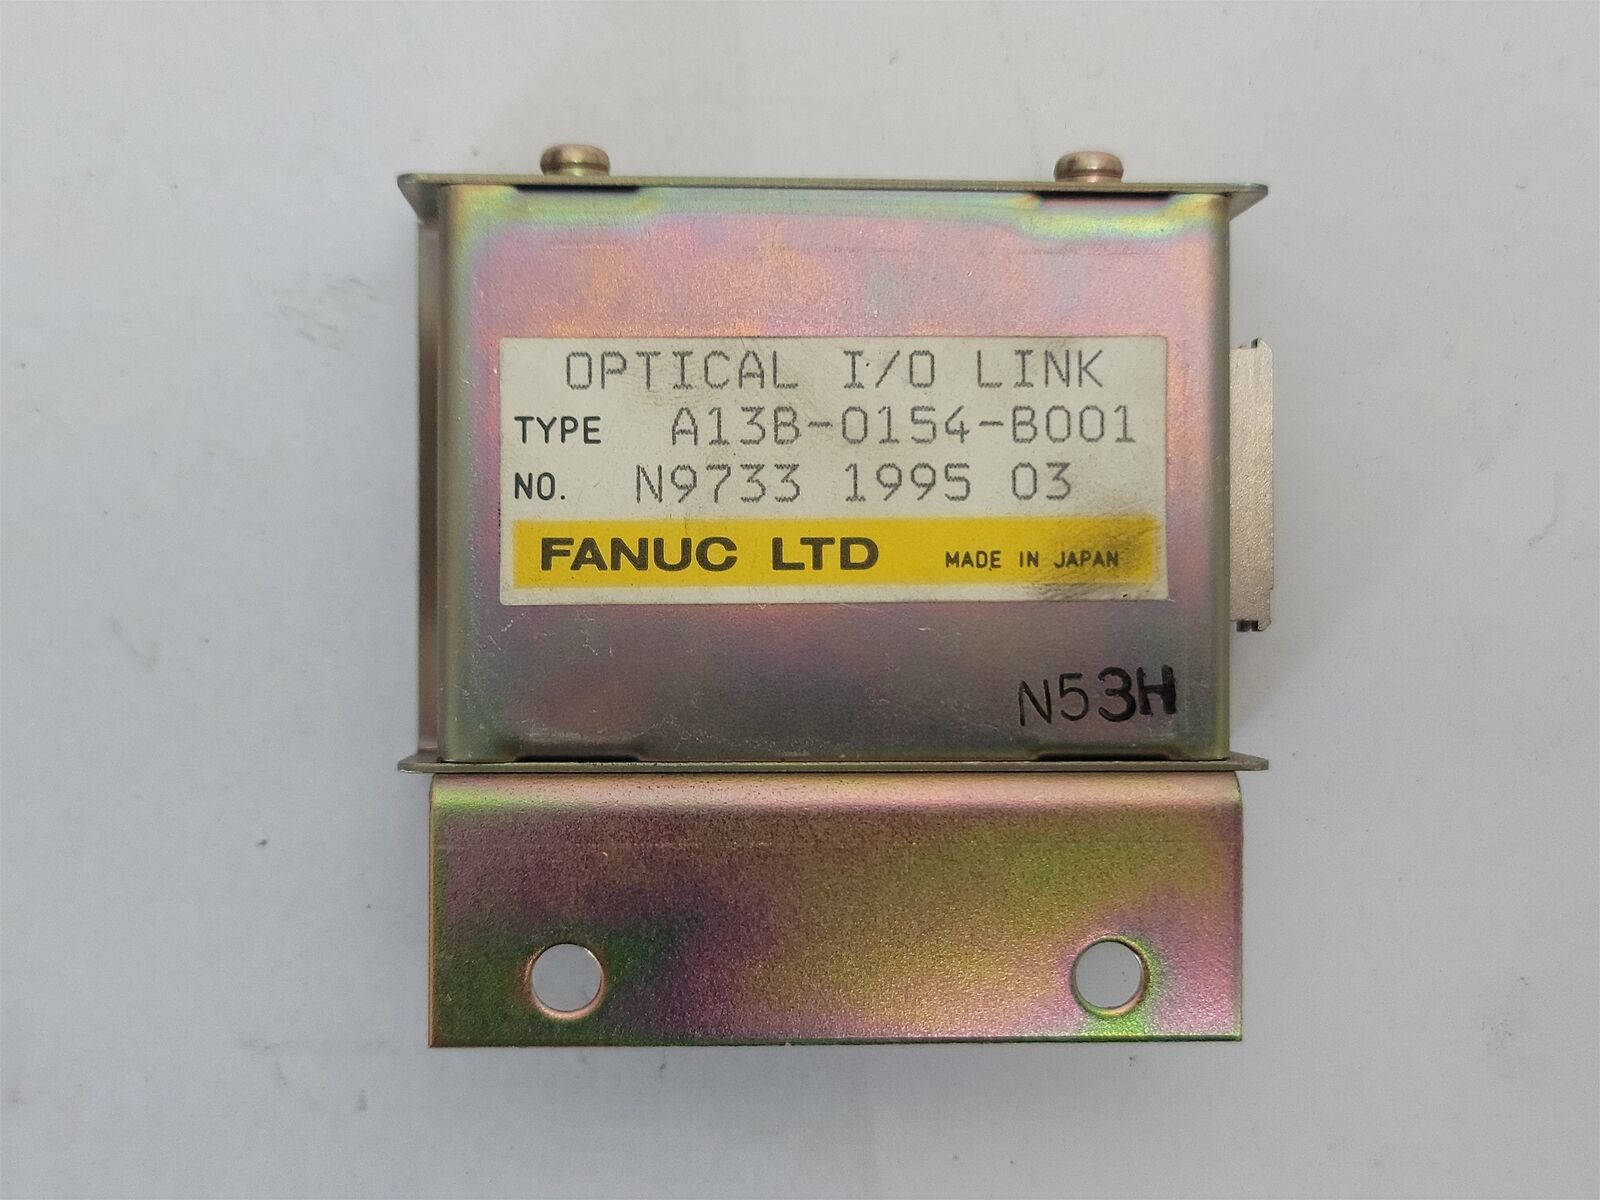 OPTICAL I/O LINK
TYPE A13B-0154-B001
NO. N9733 1995 03
FANUC LTD MADE IN JAPAN
N53H